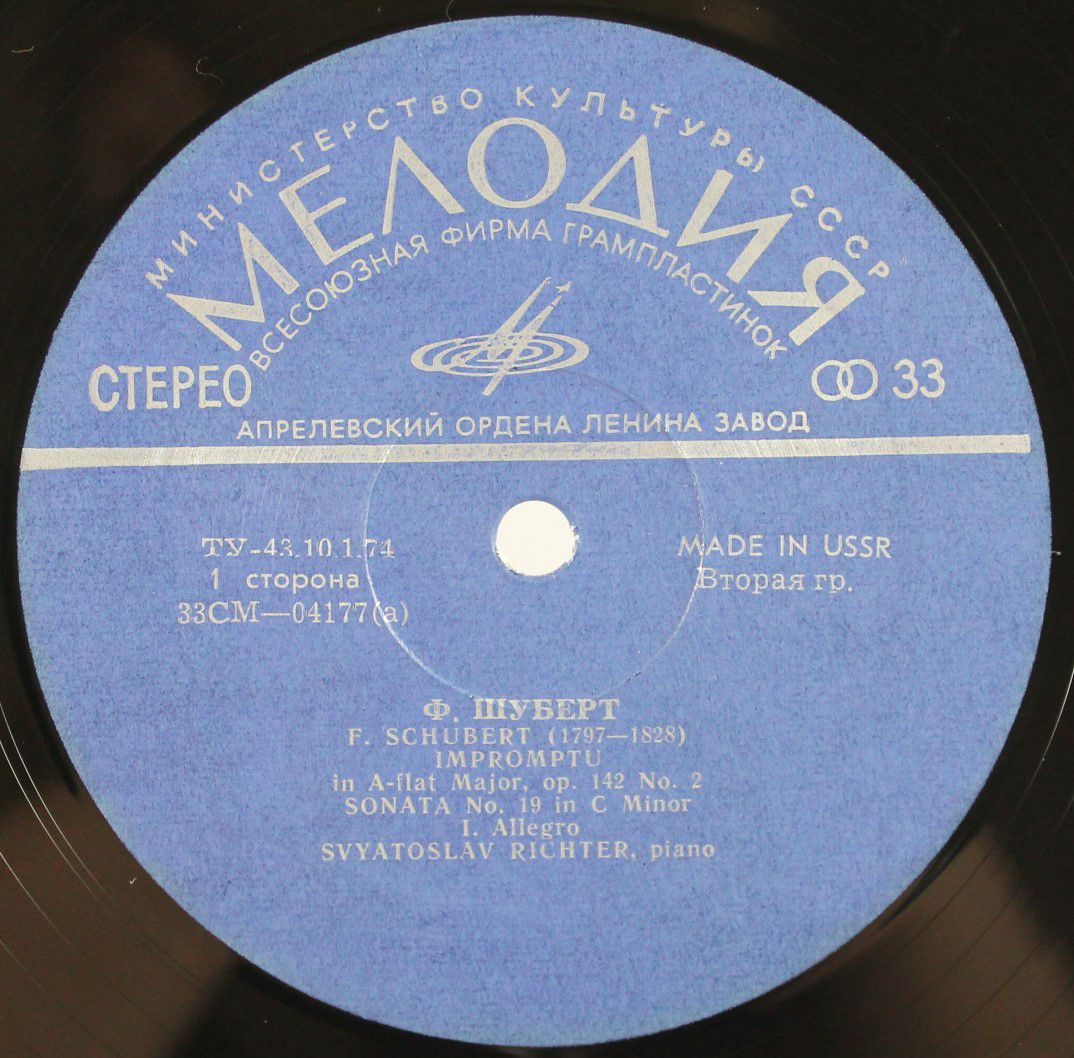 МИНИСТЕРСТВО КУЛЬТУРЫ СССР
МЕЛОДИЯ
ВСЕСОЮЗНАЯ ФИРМА ГРАМПЛАСТИНОК
СТЕРЕО
33
АПРЕЛЕВСКИЙ ОРДЕНА ЛЕНИНА ЗАВОД
ТУ-43.10.1.74
1 сторона
33СМ—04177(а)
MADE IN USSR
Вторая гр.
Ф. ШУБЕРТ
F. SCHUBERT (1797—1828)
IMPROMPTU
in A-flat Major, op. 142 No. 2
SONATA No. 19 in C Minor
I. Allegro
SVYATOSLAV RICHTER, piano